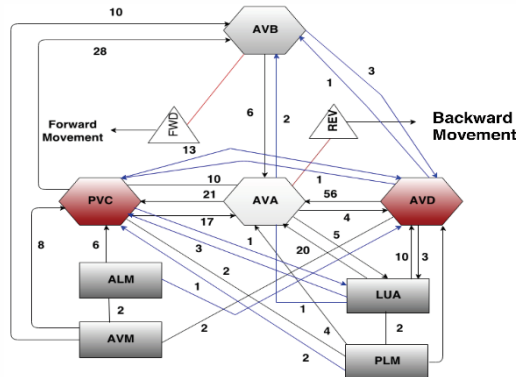 10
AVB
28
3
1
6
2
FWD
REV
Forward
Movement
Backward
Movement
13
10
1
PVC
21
AVA
56
AVD
17
4
8
6
3
1
5
20
10
3
2
ALM
1
LUA
2
1
2
AVM
2
4
2
PLM